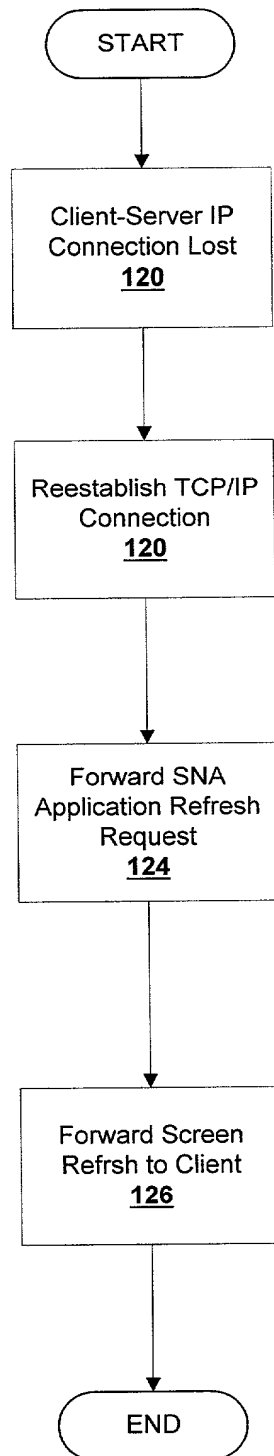 START
Client-Server IP
Connection Lost
120
Reestablish TCP/IP
Connection
120
Forward SNA
Application Refresh
Request
124
Forward Screen
Refrsh to Client
126
END